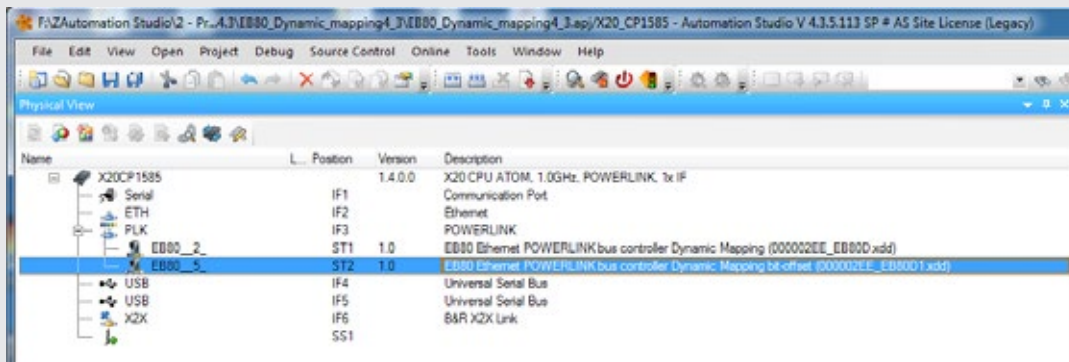 F:\ZAutomation Studio\2 - Pr...4.3\EB80_Dynamic_mapping4_3\EB80_Dynamic_mapping4_3.apj/X20_CP1585 - Automation Studio V 4.3.5.113 SP # AS Site License (Legacy)
File Edit View Open Project Debug Source Control Online Tools Window Help
Physical View
Name L... Position Version Description
X20CP1585 1.4.0.0 X20 CPU ATOM, 1.0GHz, POWERLINK, 1x IF
Serial IF1 Communication Port
ETH IF2 Ethernet
PLK IF3 POWERLINK
EB80__2_ ST1 1.0 EB80 Ethernet POWERLINK bus controller Dynamic Mapping (000002EE_EB80D.xdd)
EB80__5_ ST2 1.0 EB80 Ethernet POWERLINK bus controller Dynamic Mapping bit-offset (000002EE_EB80D1.xdd)
USB IF4 Universal Serial Bus
USB IF5 Universal Serial Bus
X2X IF6 B&R X2X Link
SS1